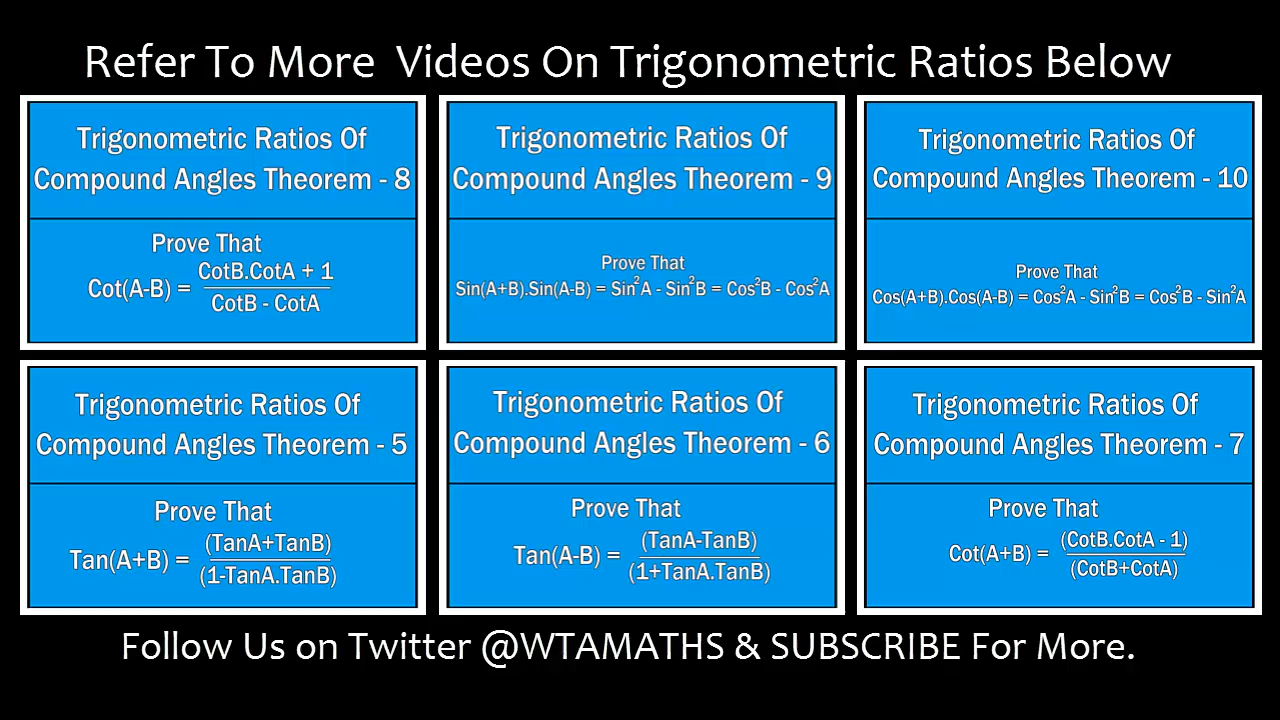 Refer To More Videos On Trigonometric Ratios Below
Trigonometric Ratios Of
Compound Angles Theorem - 8
Prove That
Cot(A-B) = CotB.CotA + 1 / CotB - CotA
Trigonometric Ratios Of
Compound Angles Theorem - 9
Prove That
Sin(A+B).Sin(A-B) = Sin²A - Sin²B = Cos²B - Cos²A
Trigonometric Ratios Of
Compound Angles Theorem - 10
Prove That
Cos(A+B).Cos(A-B) = Cos²A - Sin²B = Cos²B - Sin²A
Trigonometric Ratios Of
Compound Angles Theorem - 5
Prove That
Tan(A+B) = (TanA+TanB) / (1-TanA.TanB)
Trigonometric Ratios Of
Compound Angles Theorem - 6
Prove That
Tan(A-B) = (TanA-TanB) / (1+TanA.TanB)
Trigonometric Ratios Of
Compound Angles Theorem - 7
Prove That
Cot(A+B) = (CotB.CotA - 1) / (CotB+CotA)
Follow Us on Twitter @WTAMATHS & SUBSCRIBE For More.